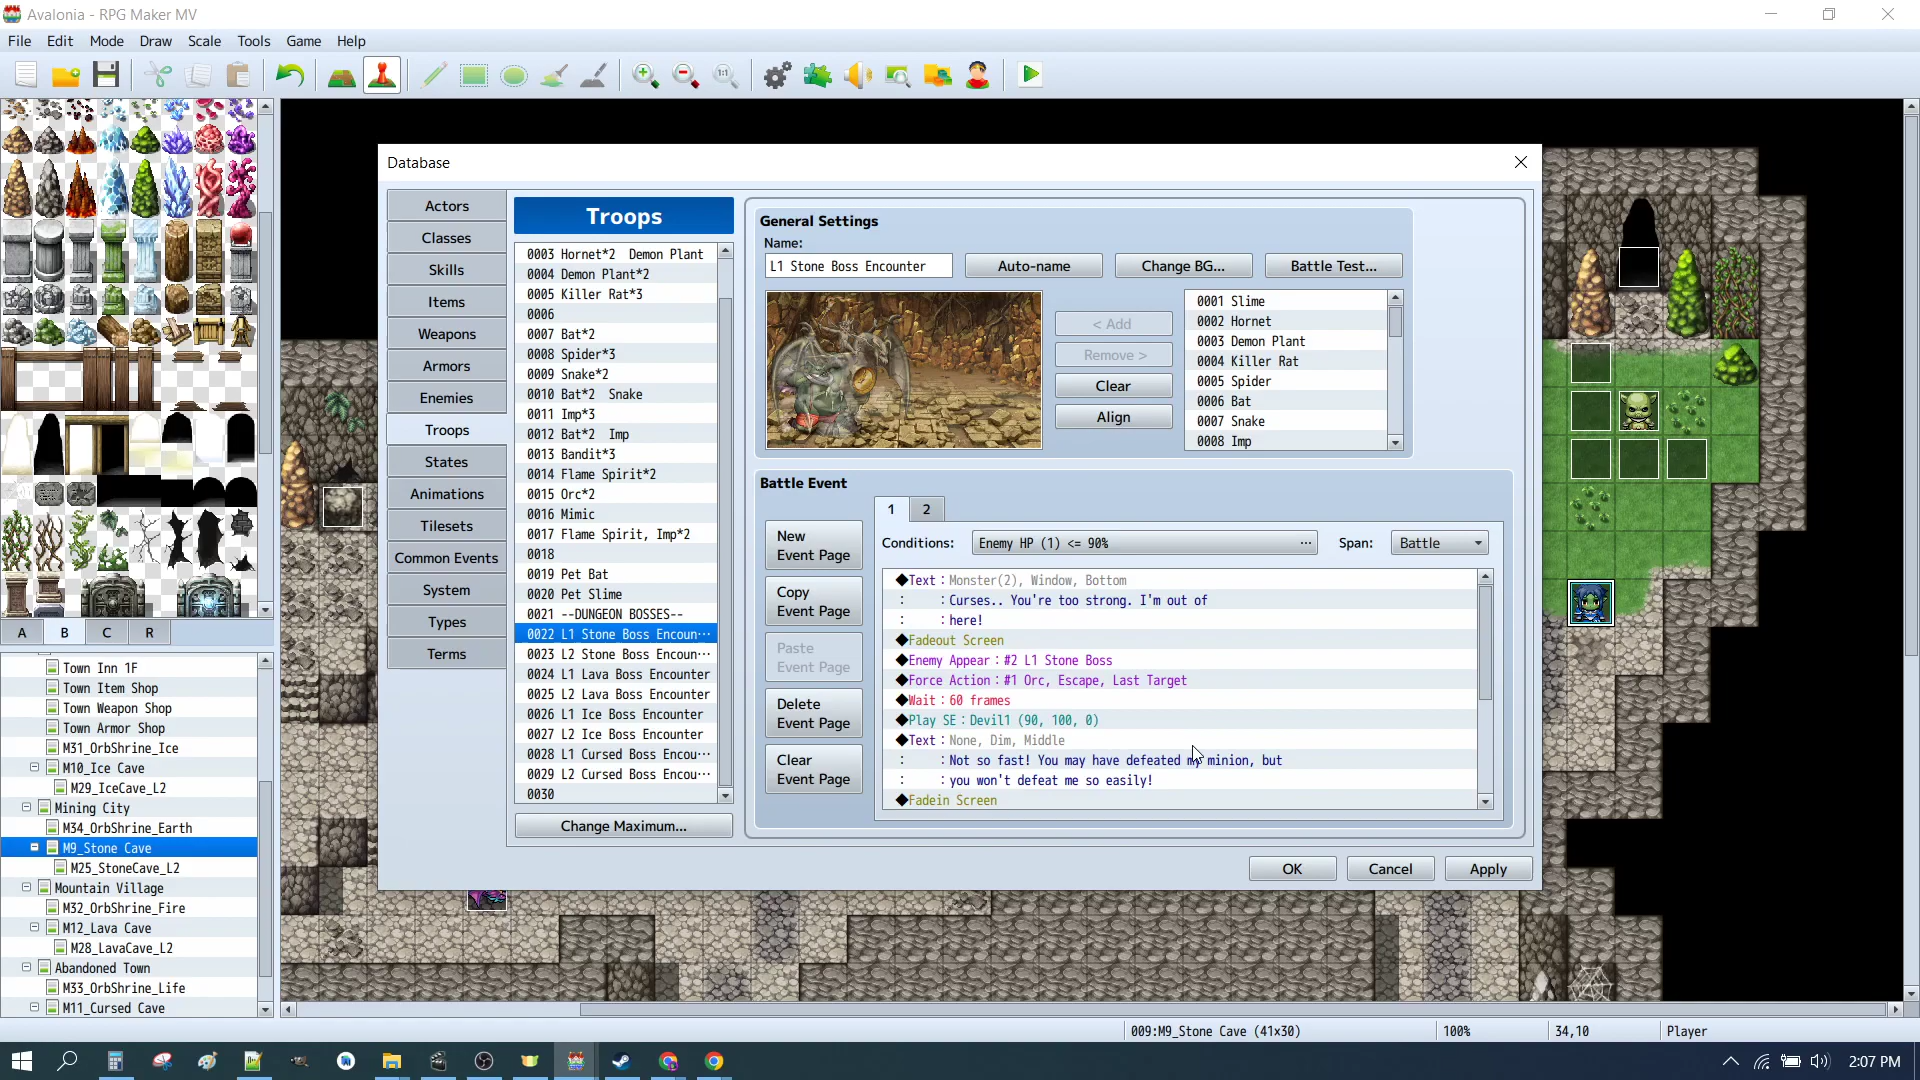 Avalonia - RPG Maker MV
File Edit Mode Draw Scale Tools Game Help
1:1
A B C R
Town Inn 1F
Town Item Shop
Town Weapon Shop
Town Armor Shop
M31_OrbShrine_Ice
M10_Ice Cave
M29_IceCave_L2
Mining City
M34_OrbShrine_Earth
M9_Stone Cave
M25_StoneCave_L2
Mountain Village
M32_OrbShrine_Fire
M12_Lava Cave
M28_LavaCave_L2
Abandoned Town
M33_OrbShrine_Life
M11_Cursed Cave
Database
Actors
Classes
Skills
Items
Weapons
Armors
Enemies
Troops
States
Animations
Tilesets
Common Events
System
Types
Terms
Troops
0003 Hornet*2 Demon Plant
0004 Demon Plant*2
0005 Killer Rat*3
0006
0007 Bat*2
0008 Spider*3
0009 Snake*2
0010 Bat*2 Snake
0011 Imp*3
0012 Bat*2 Imp
0013 Bandit*3
0014 Flame Spirit*2
0015 Orc*2
0016 Mimic
0017 Flame Spirit, Imp*2
0018
0019 Pet Bat
0020 Pet Slime
0021 --DUNGEON BOSSES--
0022 L1 Stone Boss Encoun···
0023 L2 Stone Boss Encoun···
0024 L1 Lava Boss Encounter
0025 L2 Lava Boss Encounter
0026 L1 Ice Boss Encounter
0027 L2 Ice Boss Encounter
0028 L1 Cursed Boss Encou···
0029 L2 Cursed Boss Encou···
0030
Change Maximum...
General Settings
Name:
L1 Stone Boss Encounter
Auto-name
Change BG...
Battle Test...
< Add
Remove >
Clear
Align
0001 Slime
0002 Hornet
0003 Demon Plant
0004 Killer Rat
0005 Spider
0006 Bat
0007 Snake
0008 Imp
Battle Event
New Event Page
Copy Event Page
Paste Event Page
Delete Event Page
Clear Event Page
1 2
Conditions: Enemy HP (1) <= 90% ··· Span: Battle
◆Text : Monster(2), Window, Bottom
: : Curses.. You're too strong. I'm out of
: : here!
◆Fadeout Screen
◆Enemy Appear : #2 L1 Stone Boss
◆Force Action : #1 Orc, Escape, Last Target
◆Wait : 60 frames
◆Play SE : Devil1 (90, 100, 0)
◆Text : None, Dim, Middle
: : Not so fast! You may have defeated my minion, but
: : you won't defeat me so easily!
◆Fadein Screen
OK
Cancel
Apply
009:M9_Stone Cave (41x30) 100% 34,10 Player
2:07 PM